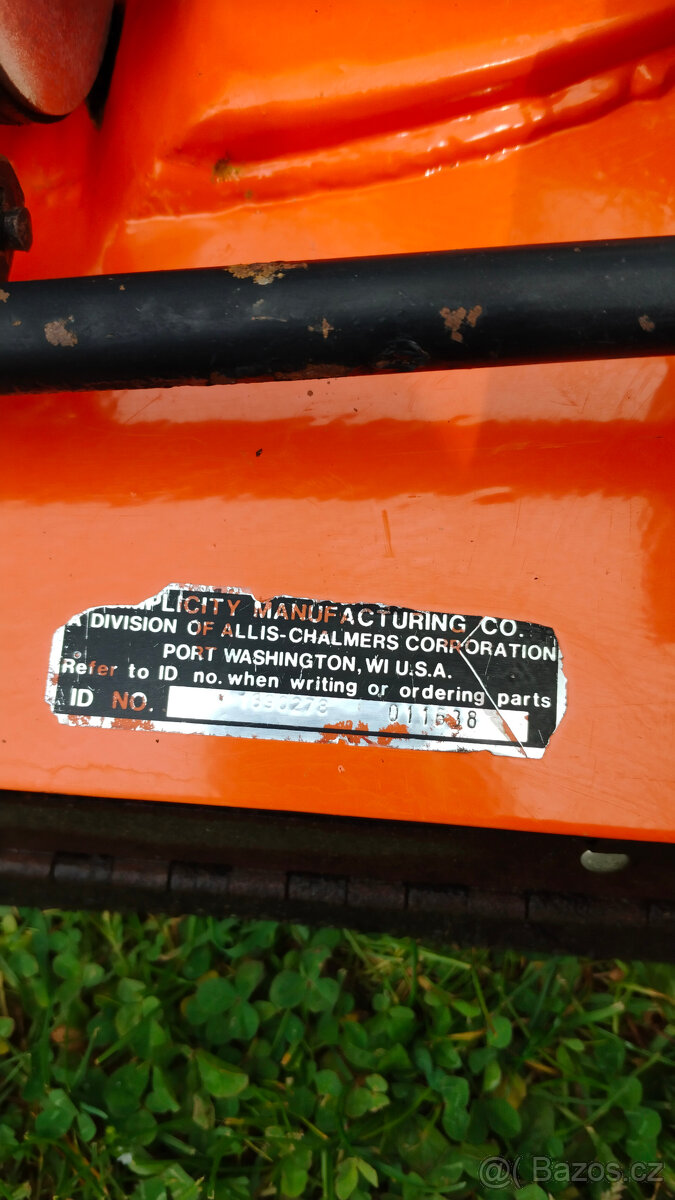 PLICITY MANUFACTURING CO.
A DIVISION OF ALLIS-CHALMERS CORPORATION
PORT WASHINGTON, WI U.S.A.
Refer to ID no. when writing or ordering parts
ID NO.
@ Bazos.cz